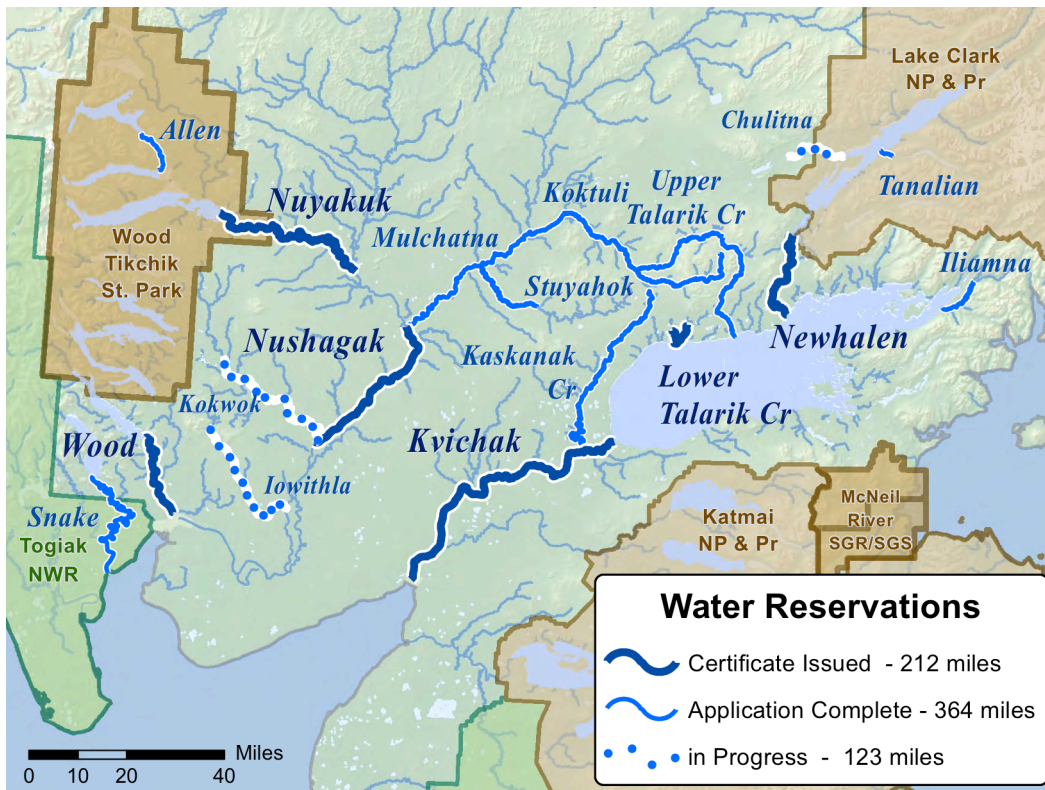 Lake Clark
NP & Pr
Chulitna
Allen
Tanalian
Upper
Talarik Cr
Koktuli
Nuyakuk
Mulchatna
Wood
Tikchik
St. Park
Iliamna
Stuyahok
Nushagak
Newhalen
Kaskanak
Cr
Lower
Talarik Cr
Kokwok
Kvichak
Wood
Iowithla
Snake
Togiak
NWR
Katmai
NP & Pr
McNeil
River
SGR/SGS
Water Reservations
Certificate Issued - 212 miles
Application Complete - 364 miles
in Progress - 123 miles
Miles
0 10 20 40